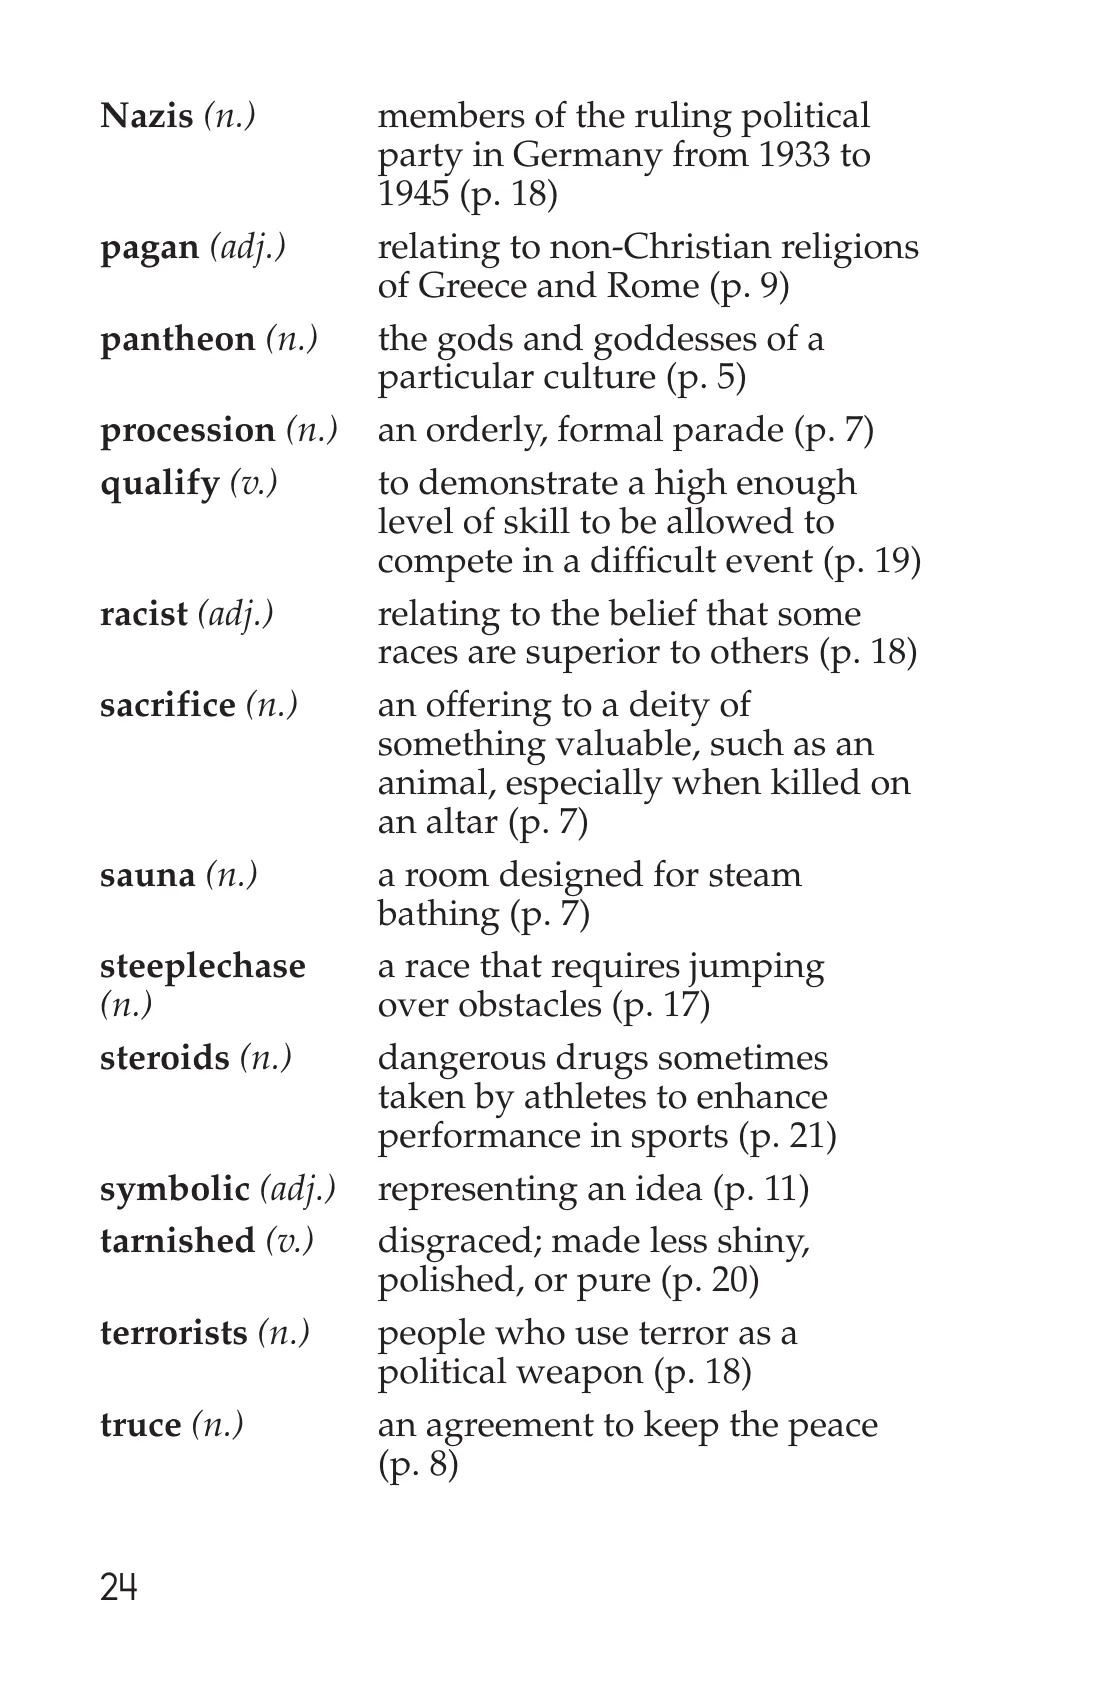 Nazis (n.) members of the ruling political
party in Germany from 1933 to
1945 (p. 18)
pagan (adj.) relating to non-Christian religions
of Greece and Rome (p. 9)
pantheon (n.) the gods and goddesses of a
particular culture (p. 5)
procession (n.) an orderly, formal parade (p. 7)
qualify (v.) to demonstrate a high enough
level of skill to be allowed to
compete in a difficult event (p. 19)
racist (adj.) relating to the belief that some
races are superior to others (p. 18)
sacrifice (n.) an offering to a deity of
something valuable, such as an
animal, especially when killed on
an altar (p. 7)
sauna (n.) a room designed for steam
bathing (p. 7)
steeplechase a race that requires jumping
(n.) over obstacles (p. 17)
steroids (n.) dangerous drugs sometimes
taken by athletes to enhance
performance in sports (p. 21)
symbolic (adj.) representing an idea (p. 11)
tarnished (v.) disgraced; made less shiny,
polished, or pure (p. 20)
terrorists (n.) people who use terror as a
political weapon (p. 18)
truce (n.) an agreement to keep the peace
(p. 8)
24